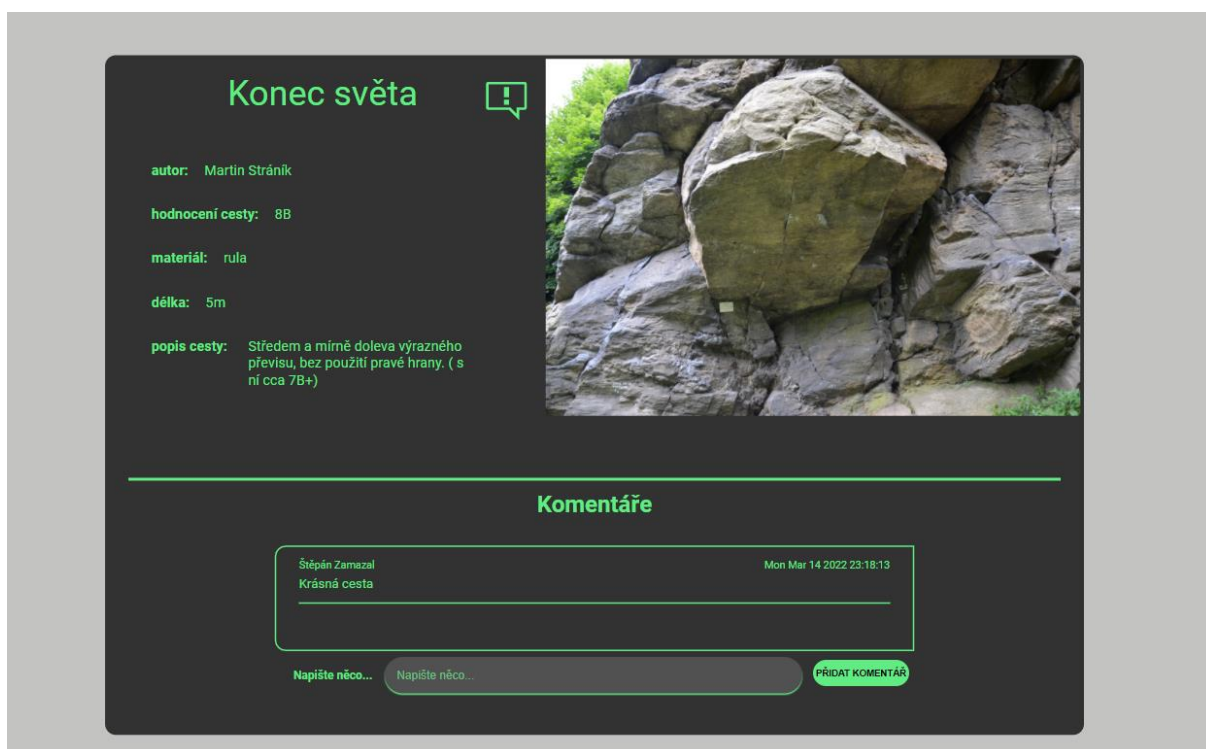 Konec světa
autor: Martin Stráník
hodnocení cesty: 8B
materiál: rula
délka: 5m
popis cesty: Středem a mírně doleva výrazného
převisu, bez použití pravé hrany. ( s
ní cca 7B+)
Komentáře
Štěpán Zamazal Mon Mar 14 2022 23:18:13
Krásná cesta
Napište něco... Napište něco... PŘIDAT KOMENTÁŘ